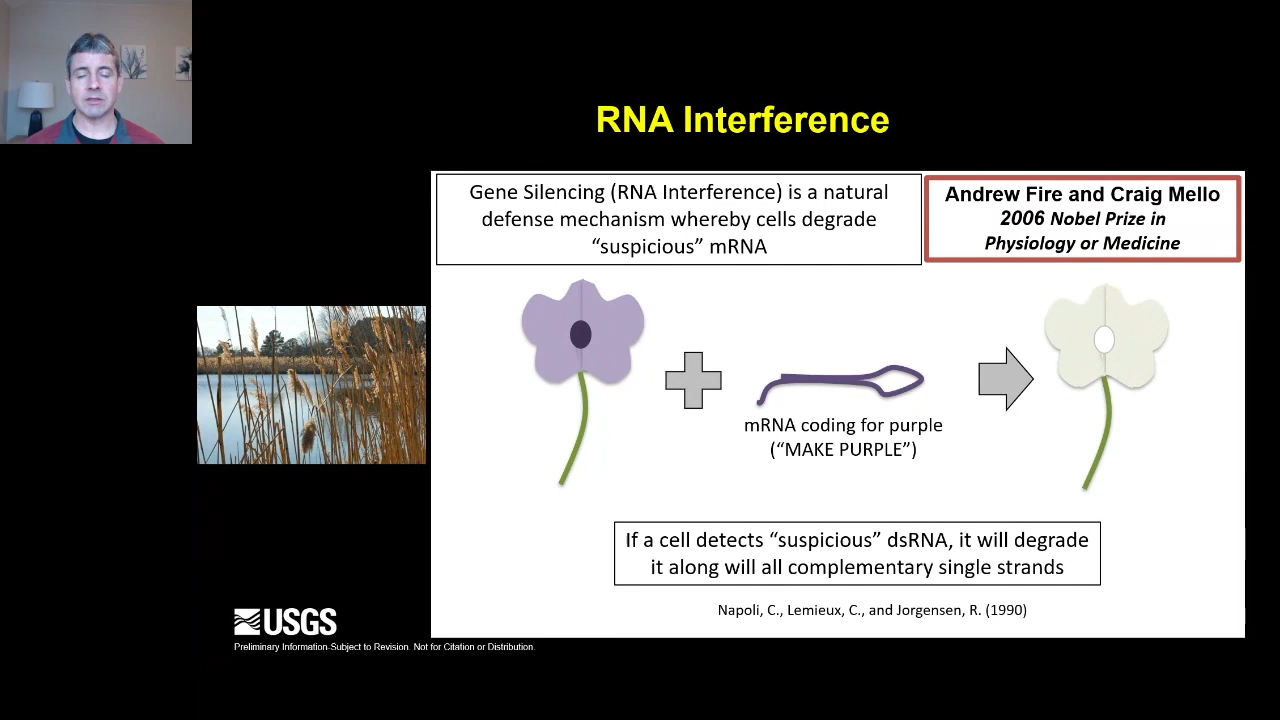 RNA Interference
Gene Silencing (RNA Interference) is a natural
defense mechanism whereby cells degrade
“suspicious” mRNA
Andrew Fire and Craig Mello
2006 Nobel Prize in
Physiology or Medicine
mRNA coding for purple
(“MAKE PURPLE”)
If a cell detects “suspicious” dsRNA, it will degrade
it along will all complementary single strands
Napoli, C., Lemieux, C., and Jorgensen, R. (1990)
USGS
Preliminary Information-Subject to Revision. Not for Citation or Distribution.